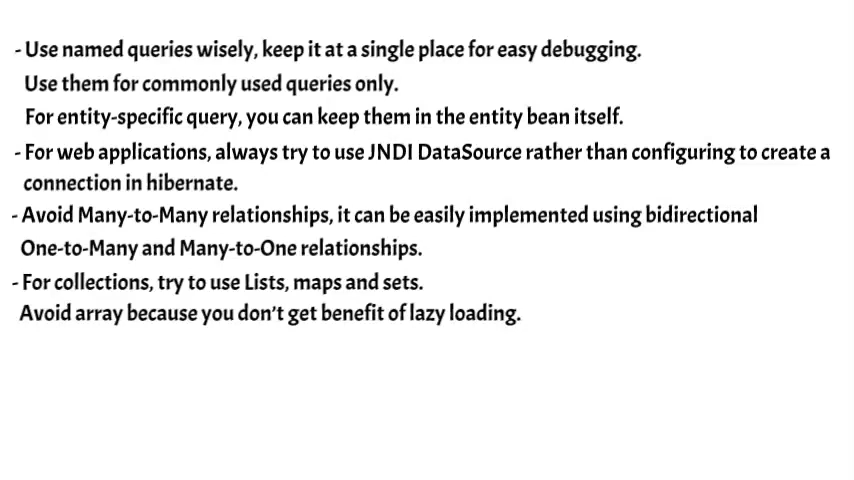 - Use named queries wisely, keep it at a single place for easy debugging.
Use them for commonly used queries only.
For entity-specific query, you can keep them in the entity bean itself.
- For web applications, always try to use JNDI DataSource rather than configuring to create a
connection in hibernate.
- Avoid Many-to-Many relationships, it can be easily implemented using bidirectional
One-to-Many and Many-to-One relationships.
- For collections, try to use Lists, maps and sets.
Avoid array because you don't get benefit of lazy loading.